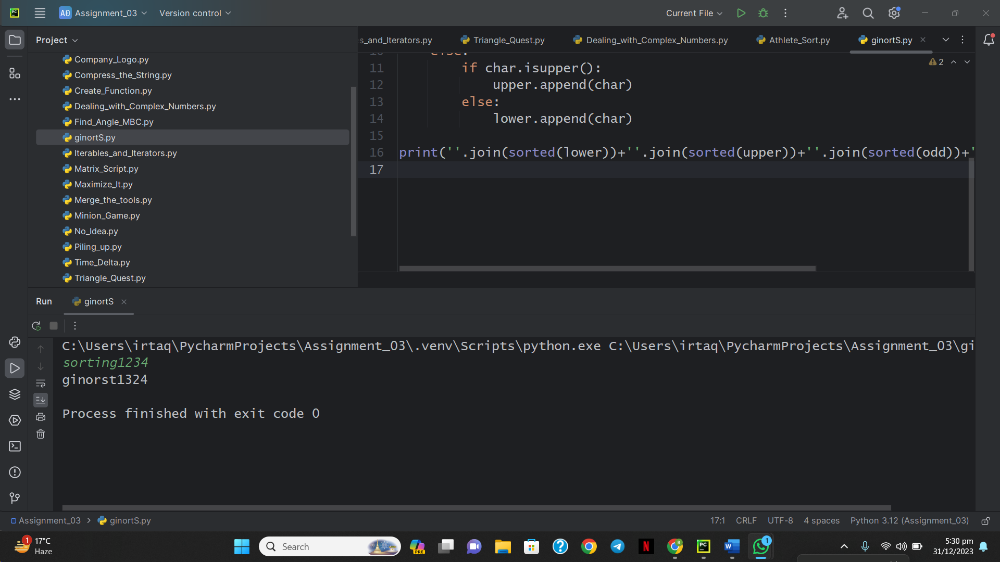 PC
A0 Assignment_03
Version control
Current File
Project
Company_Logo.py
Compress_the_String.py
Create_Function.py
Dealing_with_Complex_Numbers.py
Find_Angle_MBC.py
ginortS.py
Iterables_and_Iterators.py
Matrix_Script.py
Maximize_It.py
Merge_the_tools.py
Minion_Game.py
No_Idea.py
Piling_up.py
Time_Delta.py
Triangle_Quest.py
s_and_Iterators.py
Triangle_Quest.py
Dealing_with_Complex_Numbers.py
Athlete_Sort.py
ginortS.py
2
10 else:
11 if char.isupper():
12 upper.append(char)
13 else:
14 lower.append(char)
15
16 print(''.join(sorted(lower))+''.join(sorted(upper))+''.join(sorted(odd))+'
17
Run
ginortS
C:\Users\irtaq\PycharmProjects\Assignment_03\.venv\Scripts\python.exe C:\Users\irtaq\PycharmProjects\Assignment_03\gi
sorting1234
ginorst1324
Process finished with exit code 0
Assignment_03 > ginortS.py
17:1 CRLF UTF-8 4 spaces Python 3.12 (Assignment_03)
1
17°C
Haze
Search
PRE
N
B
PC
W
1
5:30 pm
31/12/2023